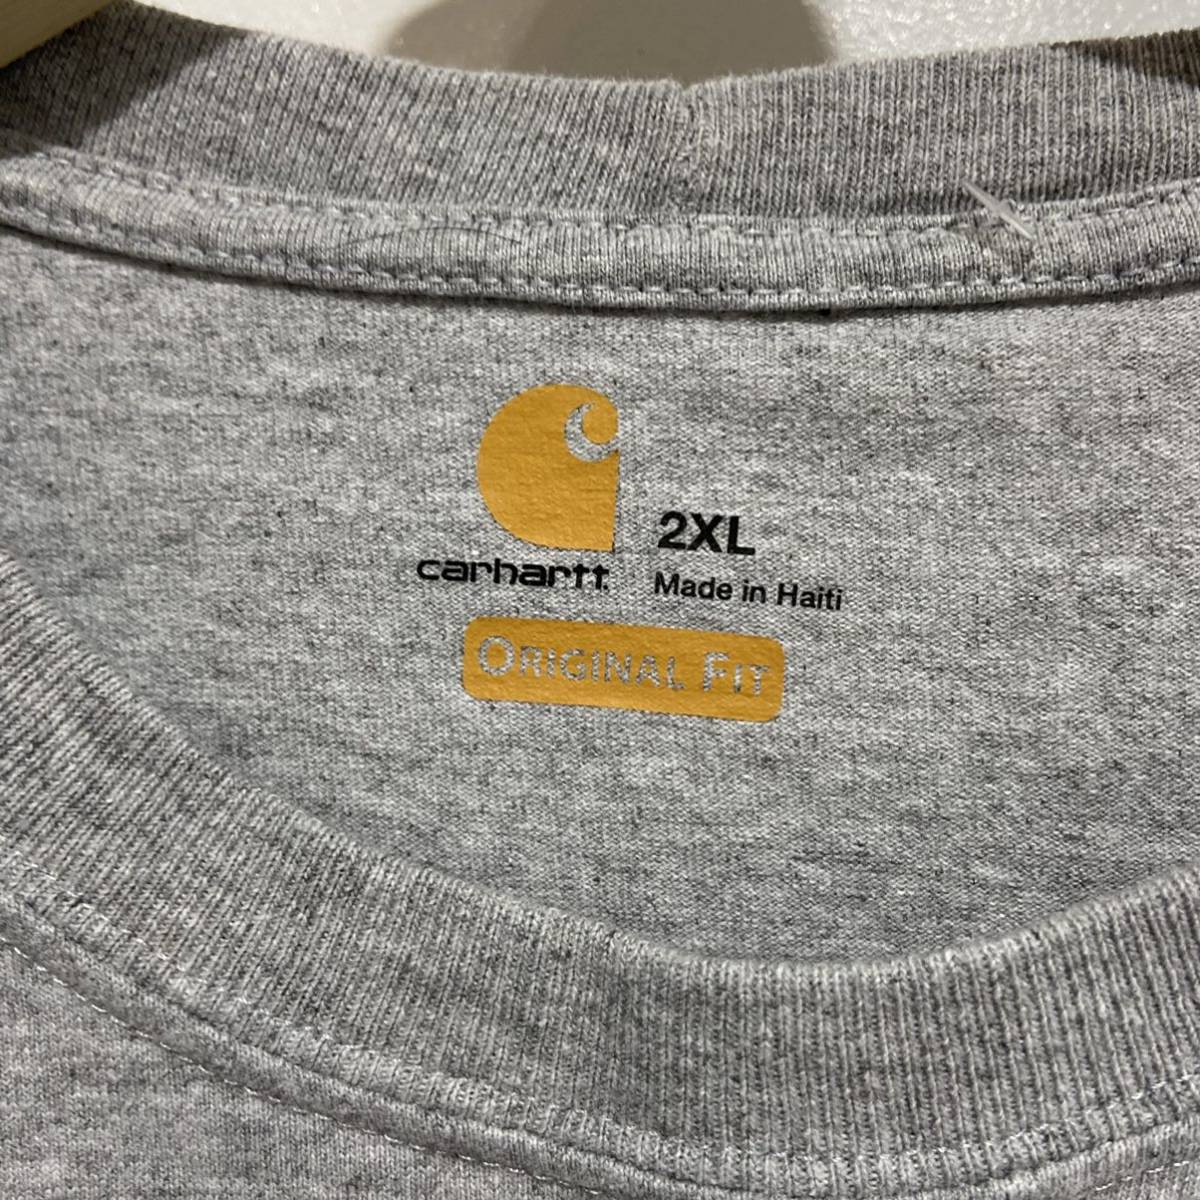 carhartt
2XL
Made in Haiti
ORIGINAL FIT